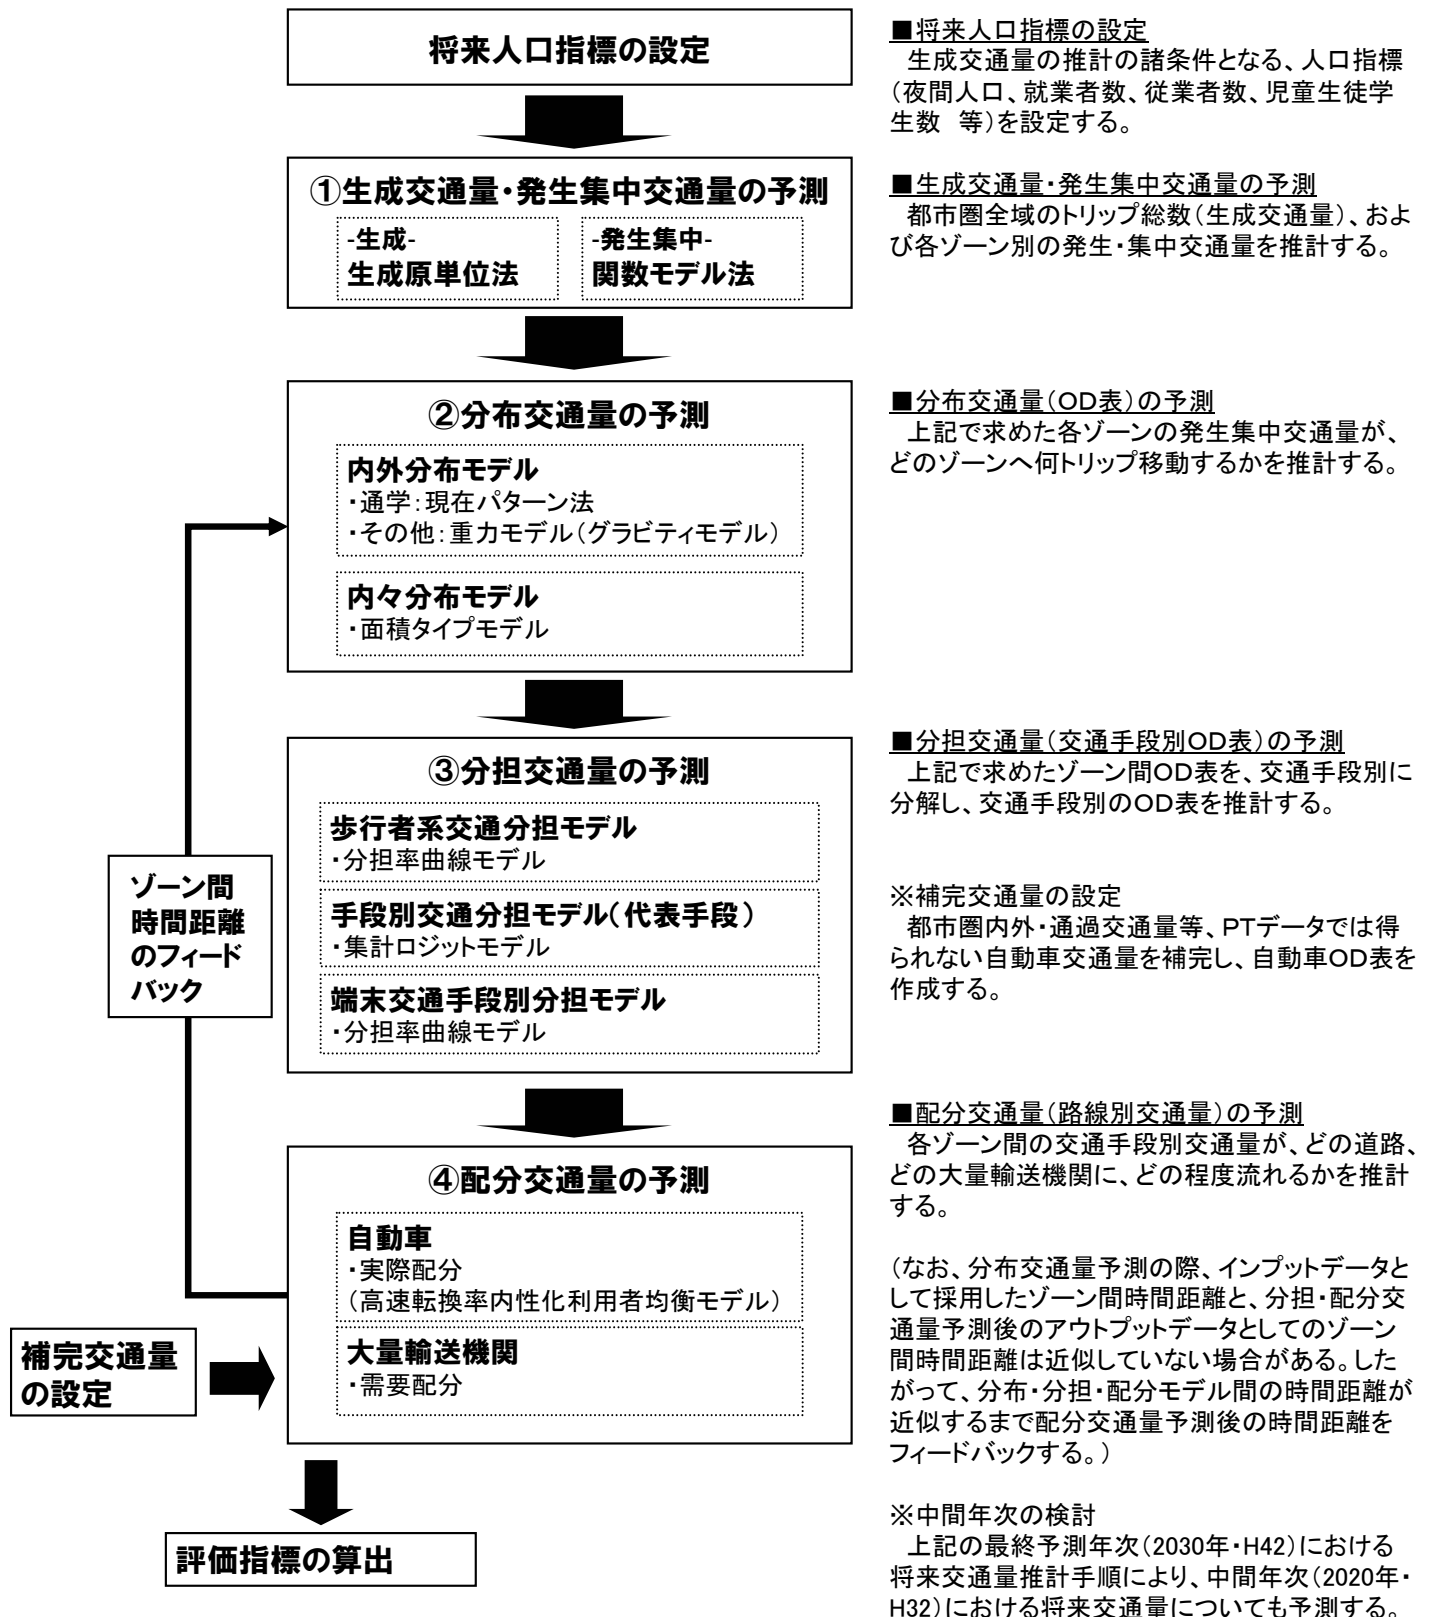 将来人口指標の設定
①生成交通量・発生集中交通量の予測
-生成-
生成原単位法
-発生集中-
関数モデル法
②分布交通量の予測
内外分布モデル
・通学：現在パターン法
・その他：重力モデル（グラビティモデル）
内々分布モデル
・面積タイプモデル
③分担交通量の予測
歩行者系交通分担モデル
・分担率曲線モデル
手段別交通分担モデル（代表手段）
・集計ロジットモデル
端末交通手段別分担モデル
・分担率曲線モデル
ゾーン間
時間距離
のフィード
バック
④配分交通量の予測
自動車
・実際配分
（高速転換率内性化利用者均衡モデル）
大量輸送機関
・需要配分
補完交通量
の設定
評価指標の算出
■将来人口指標の設定
生成交通量の推計の諸条件となる、人口指標
（夜間人口、就業者数、従業者数、児童生徒学
生数　等）を設定する。
■生成交通量・発生集中交通量の予測
都市圏全域のトリップ総数（生成交通量）、およ
び各ゾーン別の発生・集中交通量を推計する。
■分布交通量（ＯＤ表）の予測
上記で求めた各ゾーンの発生集中交通量が、
どのゾーンへ何トリップ移動するかを推計する。
■分担交通量（交通手段別ＯＤ表）の予測
上記で求めたゾーン間ＯＤ表を、交通手段別に
分解し、交通手段別のＯＤ表を推計する。
※補完交通量の設定
都市圏内外・通過交通量等、ＰＴデータでは得
られない自動車交通量を補完し、自動車ＯＤ表を
作成する。
■配分交通量（路線別交通量）の予測
各ゾーン間の交通手段別交通量が、どの道路、
どの大量輸送機関に、どの程度流れるかを推計
する。
（なお、分布交通量予測の際、インプットデータと
して採用したゾーン間時間距離と、分担・配分交
通量予測後のアウトプットデータとしてのゾーン
間時間距離は近似していない場合がある。した
がって、分布・分担・配分モデル間の時間距離が
近似するまで配分交通量予測後の時間距離を
フィードバックする。）
※中間年次の検討
上記の最終予測年次（2030年・H42）における
将来交通量推計手順により、中間年次（2020年・
H32）における将来交通量についても予測する。